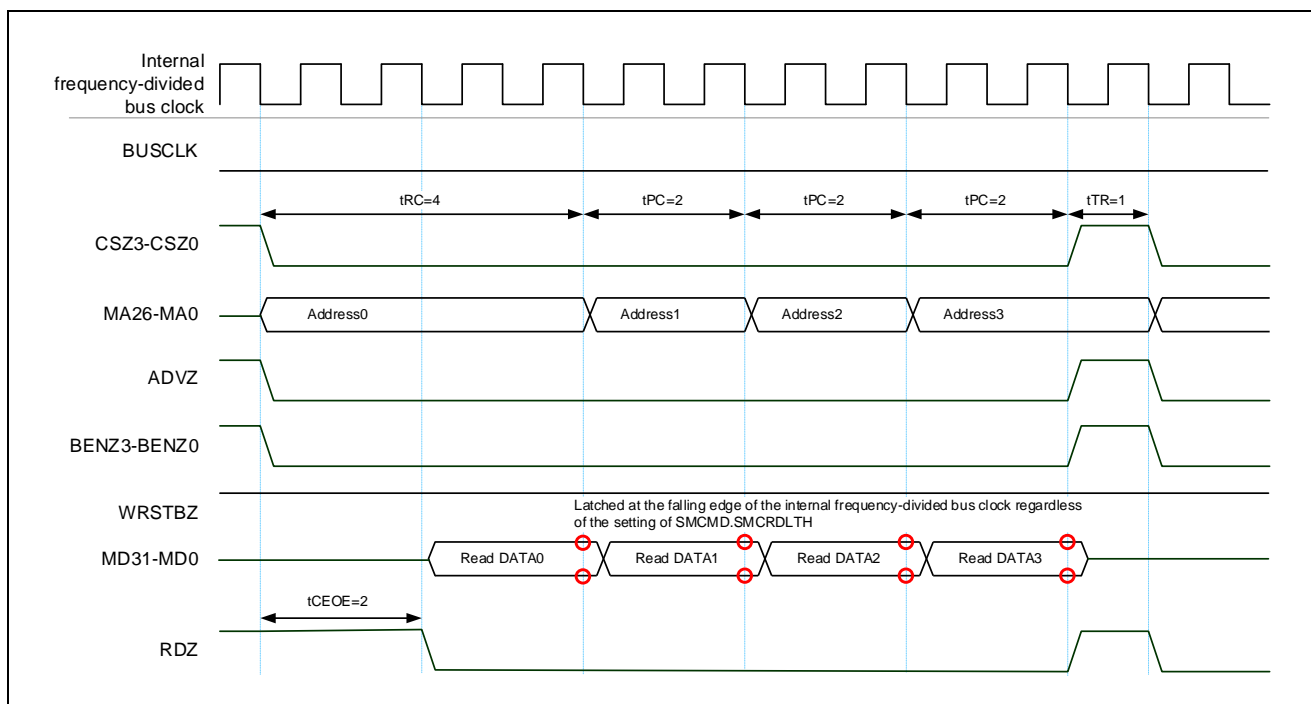 Internal
frequency-divided
bus clock
BUSCLK
tRC=4
tPC=2
tPC=2
tPC=2
tTR=1
CSZ3-CSZ0
MA26-MA0
Address0
Address1
Address2
Address3
ADVZ
BENZ3-BENZ0
WRSTBZ
Latched at the falling edge of the internal frequency-divided bus clock regardless
of the setting of SMCMD.SMCRDLTH
MD31-MD0
Read DATA0
Read DATA1
Read DATA2
Read DATA3
tCEOE=2
RDZ